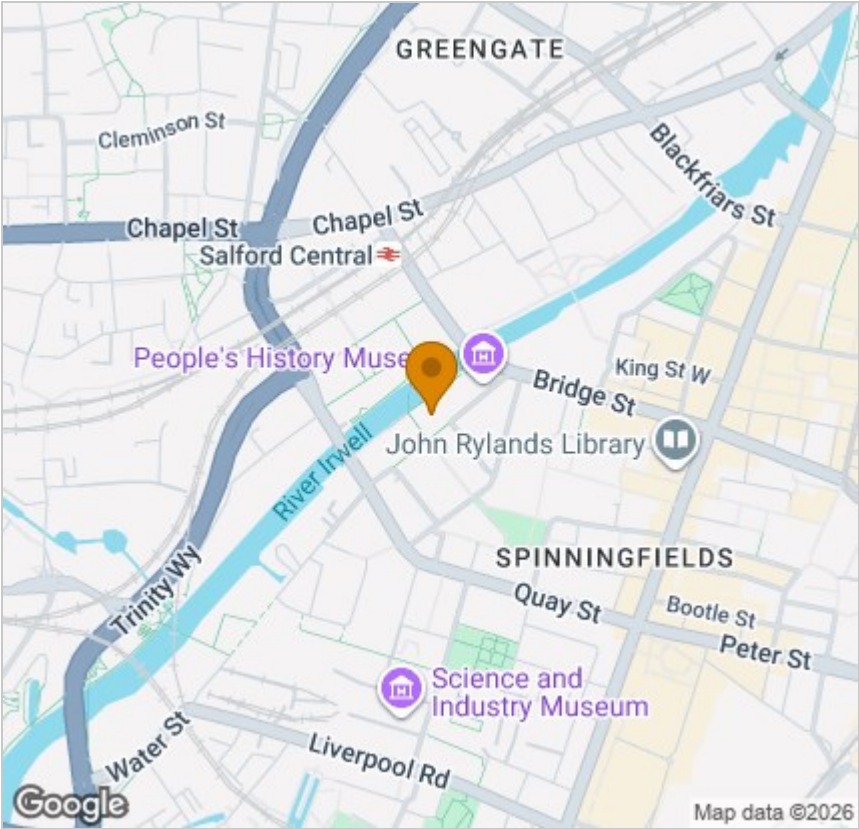 GREENGATE
Cleminson St
Blackfriars St
Chapel St
Chapel St
Salford Central
People's History Muse
King St W
Bridge St
John Rylands Library
River Irwell
SPINNINGFIELDS
Trinity Wy
Quay St
Bootle St
Peter St
Science and
Industry Museum
Water St
Liverpool Rd
Google
Map data ©2026